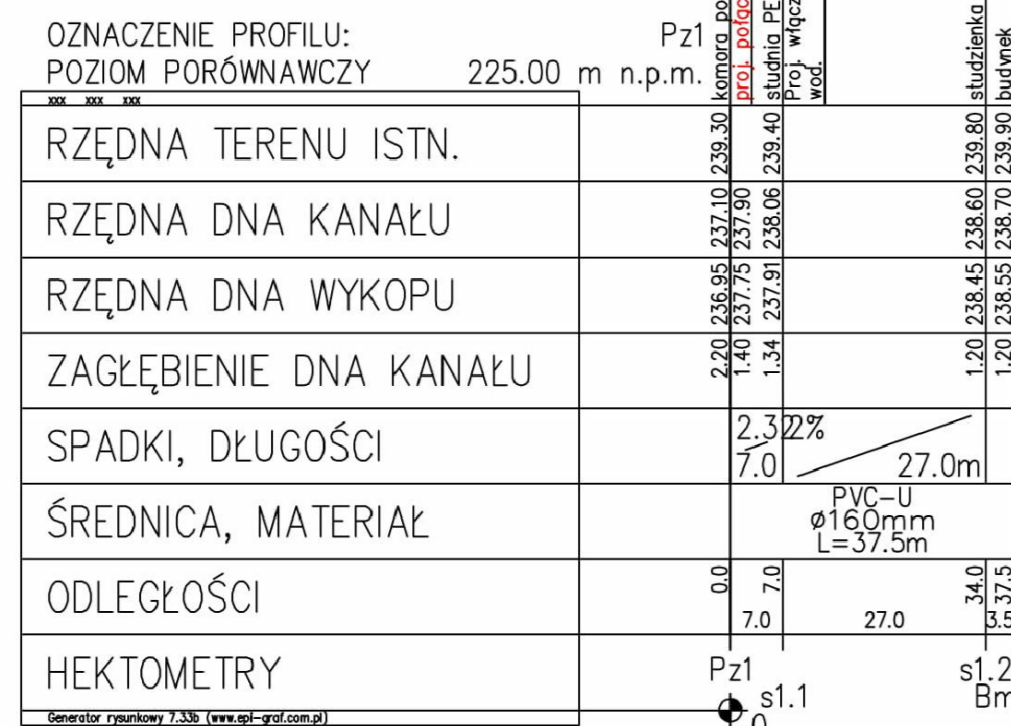 OZNACZENIE PROFILU: Pz1
POZIOM PORÓWNAWCZY 225.00 m n.p.m.
komora po
proj. połąc
studnia PE
Proj. włącz
wod.
studzienka
budynek
xxx xxx xxx
RZĘDNA TERENU ISTN. 239.30 239.40 239.80 239.90
RZĘDNA DNA KANAŁU 237.10 237.90 238.06 238.60 238.70
RZĘDNA DNA WYKOPU 236.95 237.75 237.91 238.45 238.55
ZAGŁĘBIENIE DNA KANAŁU 2.20 1.40 1.34 1.20 1.20
SPADKI, DŁUGOŚCI
7.0 27.0m
ŚREDNICA, MATERIAŁ
PVC-U
ø160mm
L=37.5m
ODLEGŁOŚCI 0.0 7.0 34.0 37.5
7.0 27.0 3.5
HEKTOMETRY
Pz1 s1.2
s1.1 Bm
0
Generator rysunkowy 7.33b (www.epi-graf.com.pl)